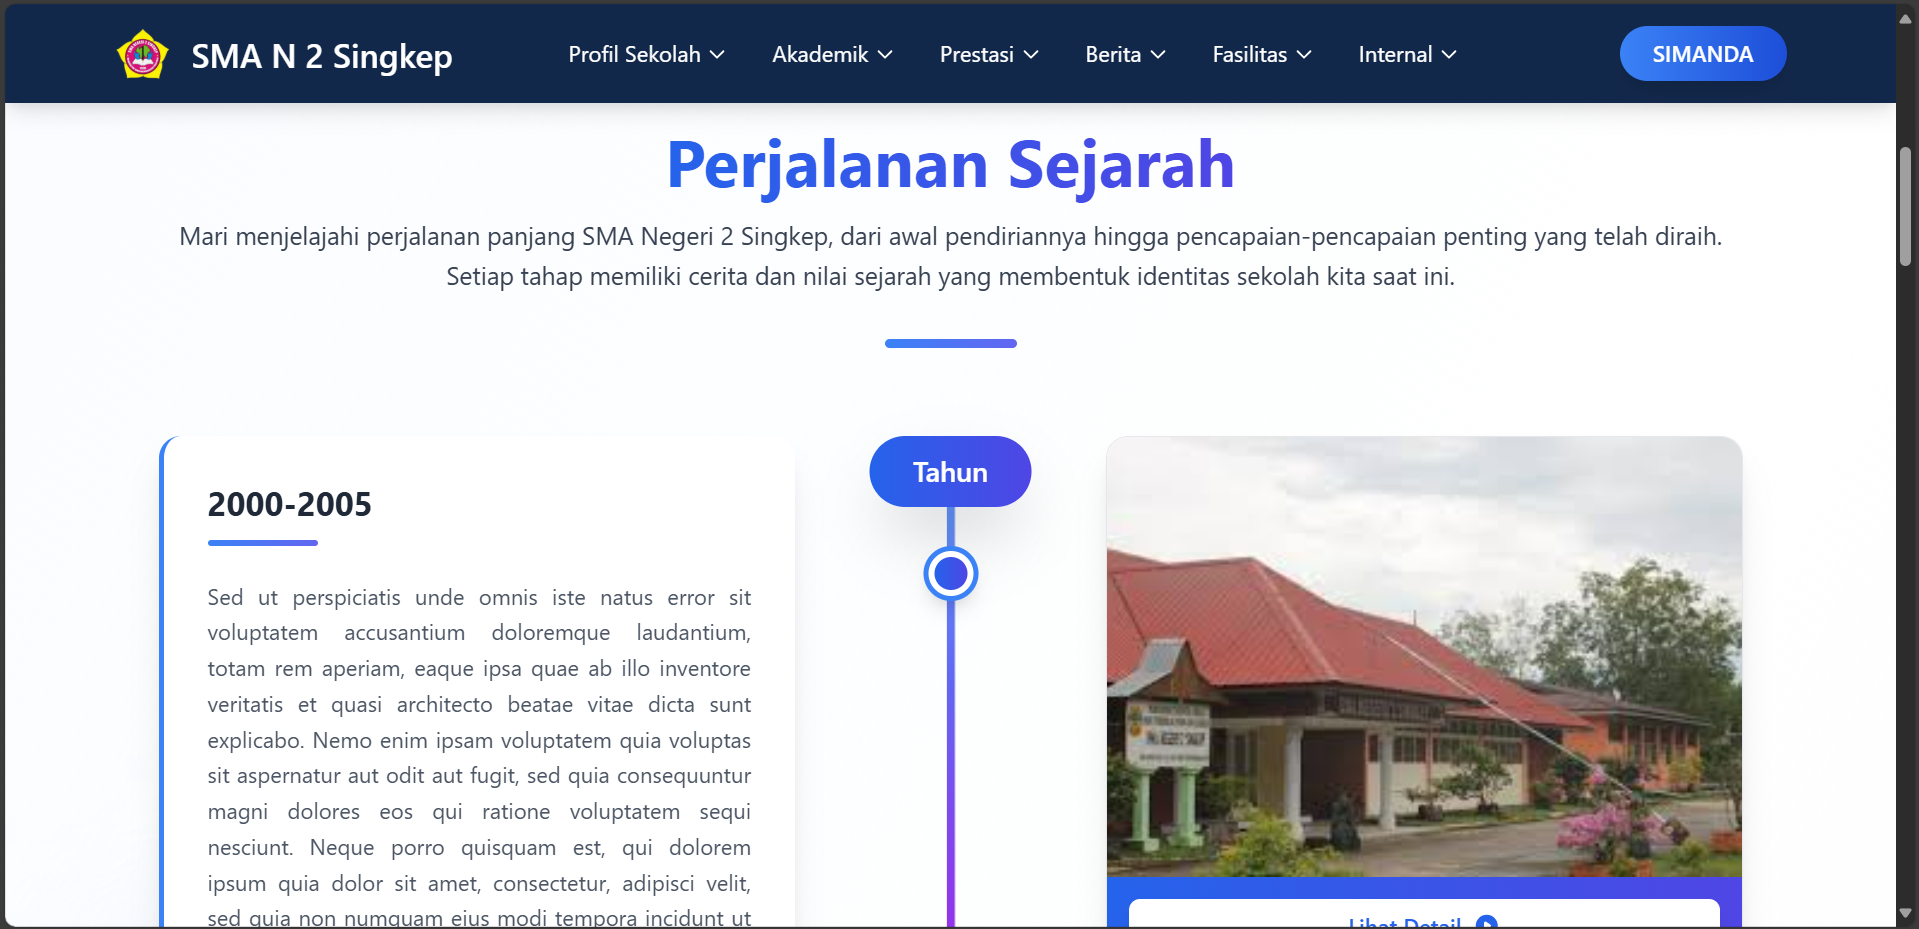 SMA N 2 Singkep
Profil Sekolah
Akademik
Prestasi
Berita
Fasilitas
Internal
SIMANDA
Perjalanan Sejarah
Mari menjelajahi perjalanan panjang SMA Negeri 2 Singkep, dari awal pendiriannya hingga pencapaian-pencapaian penting yang telah diraih.
Setiap tahap memiliki cerita dan nilai sejarah yang membentuk identitas sekolah kita saat ini.
2000-2005
Sed ut perspiciatis unde omnis iste natus error sit
voluptatem accusantium doloremque laudantium,
totam rem aperiam, eaque ipsa quae ab illo inventore
veritatis et quasi architecto beatae vitae dicta sunt
explicabo. Nemo enim ipsam voluptatem quia voluptas
sit aspernatur aut odit aut fugit, sed quia consequuntur
magni dolores eos qui ratione voluptatem sequi
nesciunt. Neque porro quisquam est, qui dolorem
ipsum quia dolor sit amet, consectetur, adipisci velit,
sed quia non numquam eius modi tempora incidunt ut
Tahun
Lihat Detail